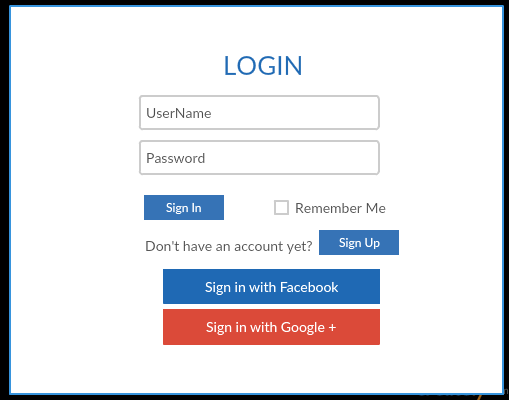 LOGIN
UserName
Password
Sign In
Remember Me
Don't have an account yet?
Sign Up
Sign in with Facebook
Sign in with Google +